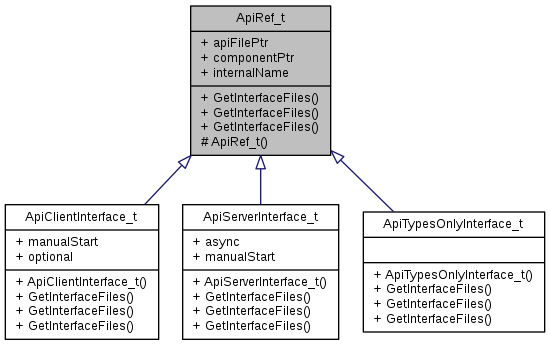 ApiRef_t
+ apiFilePtr
+ componentPtr
+ internalName
+ GetInterfaceFiles()
+ GetInterfaceFiles()
+ GetInterfaceFiles()
# ApiRef_t()
ApiClientInterface_t
+ manualStart
+ optional
+ ApiClientInterface_t()
+ GetInterfaceFiles()
+ GetInterfaceFiles()
+ GetInterfaceFiles()
ApiServerInterface_t
+ async
+ manualStart
+ ApiServerInterface_t()
+ GetInterfaceFiles()
+ GetInterfaceFiles()
+ GetInterfaceFiles()
ApiTypesOnlyInterface_t
+ ApiTypesOnlyInterface_t()
+ GetInterfaceFiles()
+ GetInterfaceFiles()
+ GetInterfaceFiles()